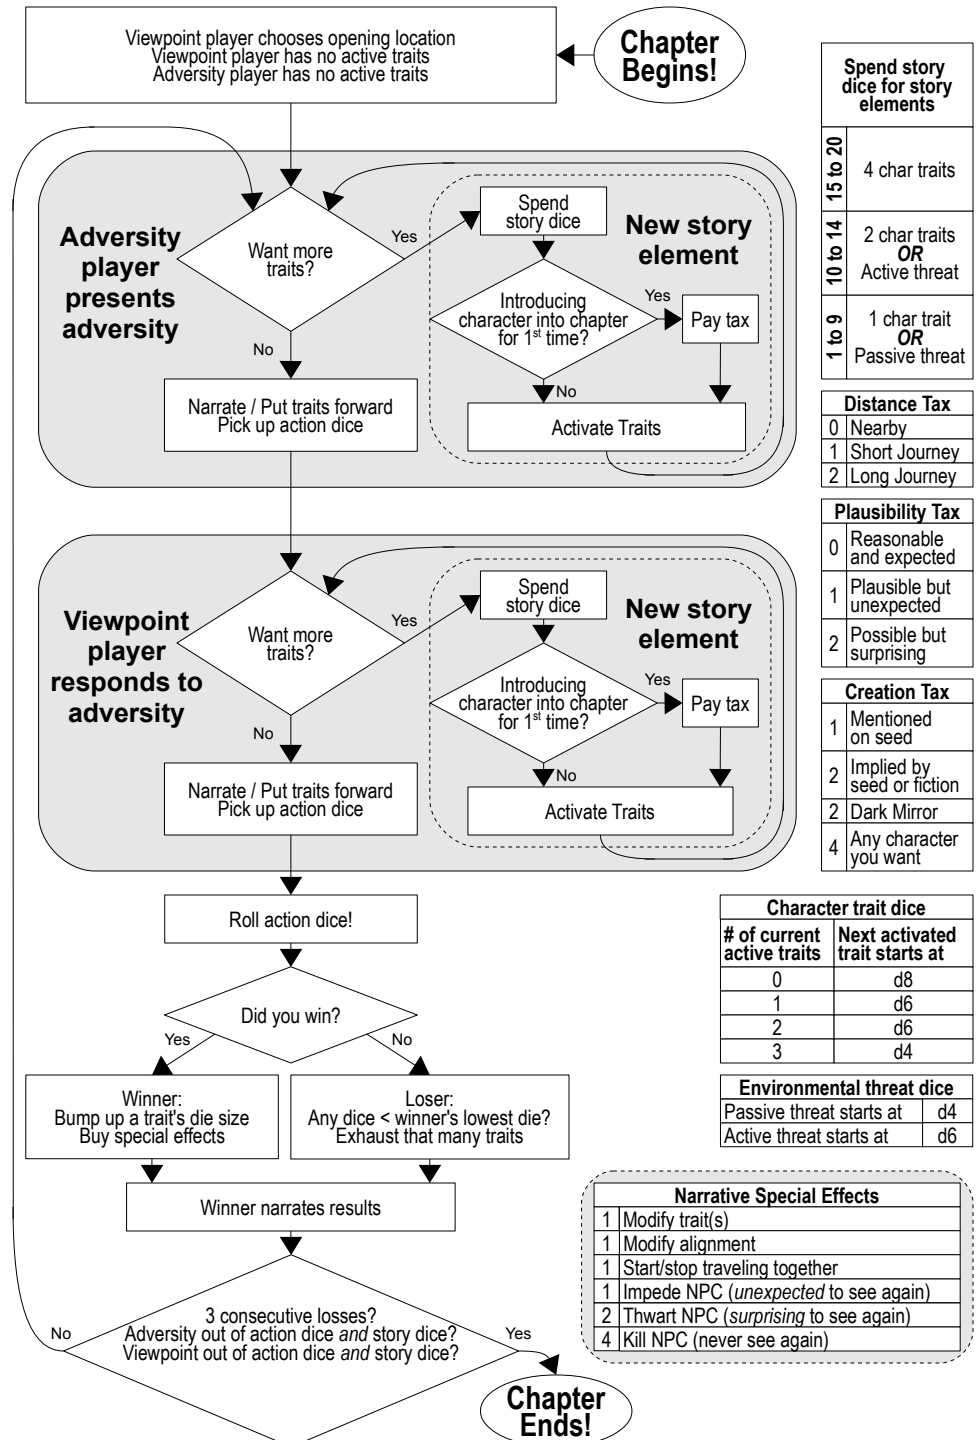 Chapter
Begins!
Viewpoint player chooses opening location
Viewpoint player has no active traits
Adversity player has no active traits
Adversity
player
presents
adversity
Want more
traits?
Yes
No
Spend
story dice
New story
element
Introducing
character into chapter
for 1st time?
Yes
Pay tax
No
Activate Traits
Narrate / Put traits forward
Pick up action dice
Viewpoint
player
responds to
adversity
Want more
traits?
Yes
No
Spend
story dice
New story
element
Introducing
character into chapter
for 1st time?
Yes
Pay tax
No
Activate Traits
Narrate / Put traits forward
Pick up action dice
Roll action dice!
Did you win?
Yes
No
Winner:
Bump up a trait's die size
Buy special effects
Loser:
Any dice < winner's lowest die?
Exhaust that many traits
Winner narrates results
3 consecutive losses?
Adversity out of action dice and story dice?
Viewpoint out of action dice and story dice?
No
Yes
Chapter
Ends!
Spend story
dice for story
elements
15 to 20
4 char traits
10 to 14
2 char traits
OR
Active threat
1 to 9
1 char trait
OR
Passive threat
Distance Tax
0 Nearby
1 Short Journey
2 Long Journey
Plausibility Tax
0 Reasonable
and expected
1 Plausible but
unexpected
2 Possible but
surprising
Creation Tax
1 Mentioned
on seed
2 Implied by
seed or fiction
2 Dark Mirror
4 Any character
you want
Character trait dice
# of current
active traits
Next activated
trait starts at
0 d8
1 d6
2 d6
3 d4
Environmental threat dice
Passive threat starts at d4
Active threat starts at d6
Narrative Special Effects
1 Modify trait(s)
1 Modify alignment
1 Start/stop traveling together
1 Impede NPC (unexpected to see again)
2 Thwart NPC (surprising to see again)
4 Kill NPC (never see again)